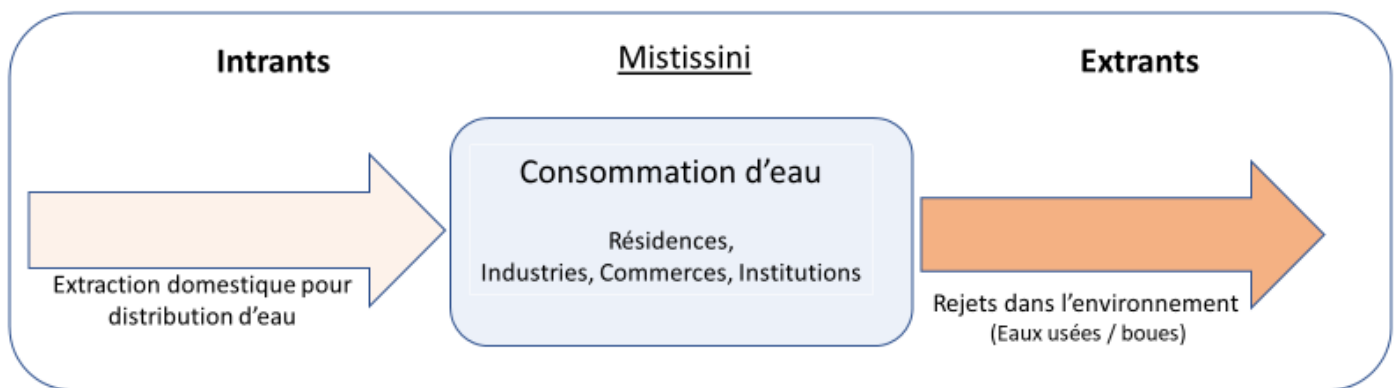 Intrants
Mistissini
Extrants
Consommation d'eau
Résidences,
Industries, Commerces, Institutions
Extraction domestique pour
distribution d'eau
Rejets dans l'environnement
(Eaux usées / boues)